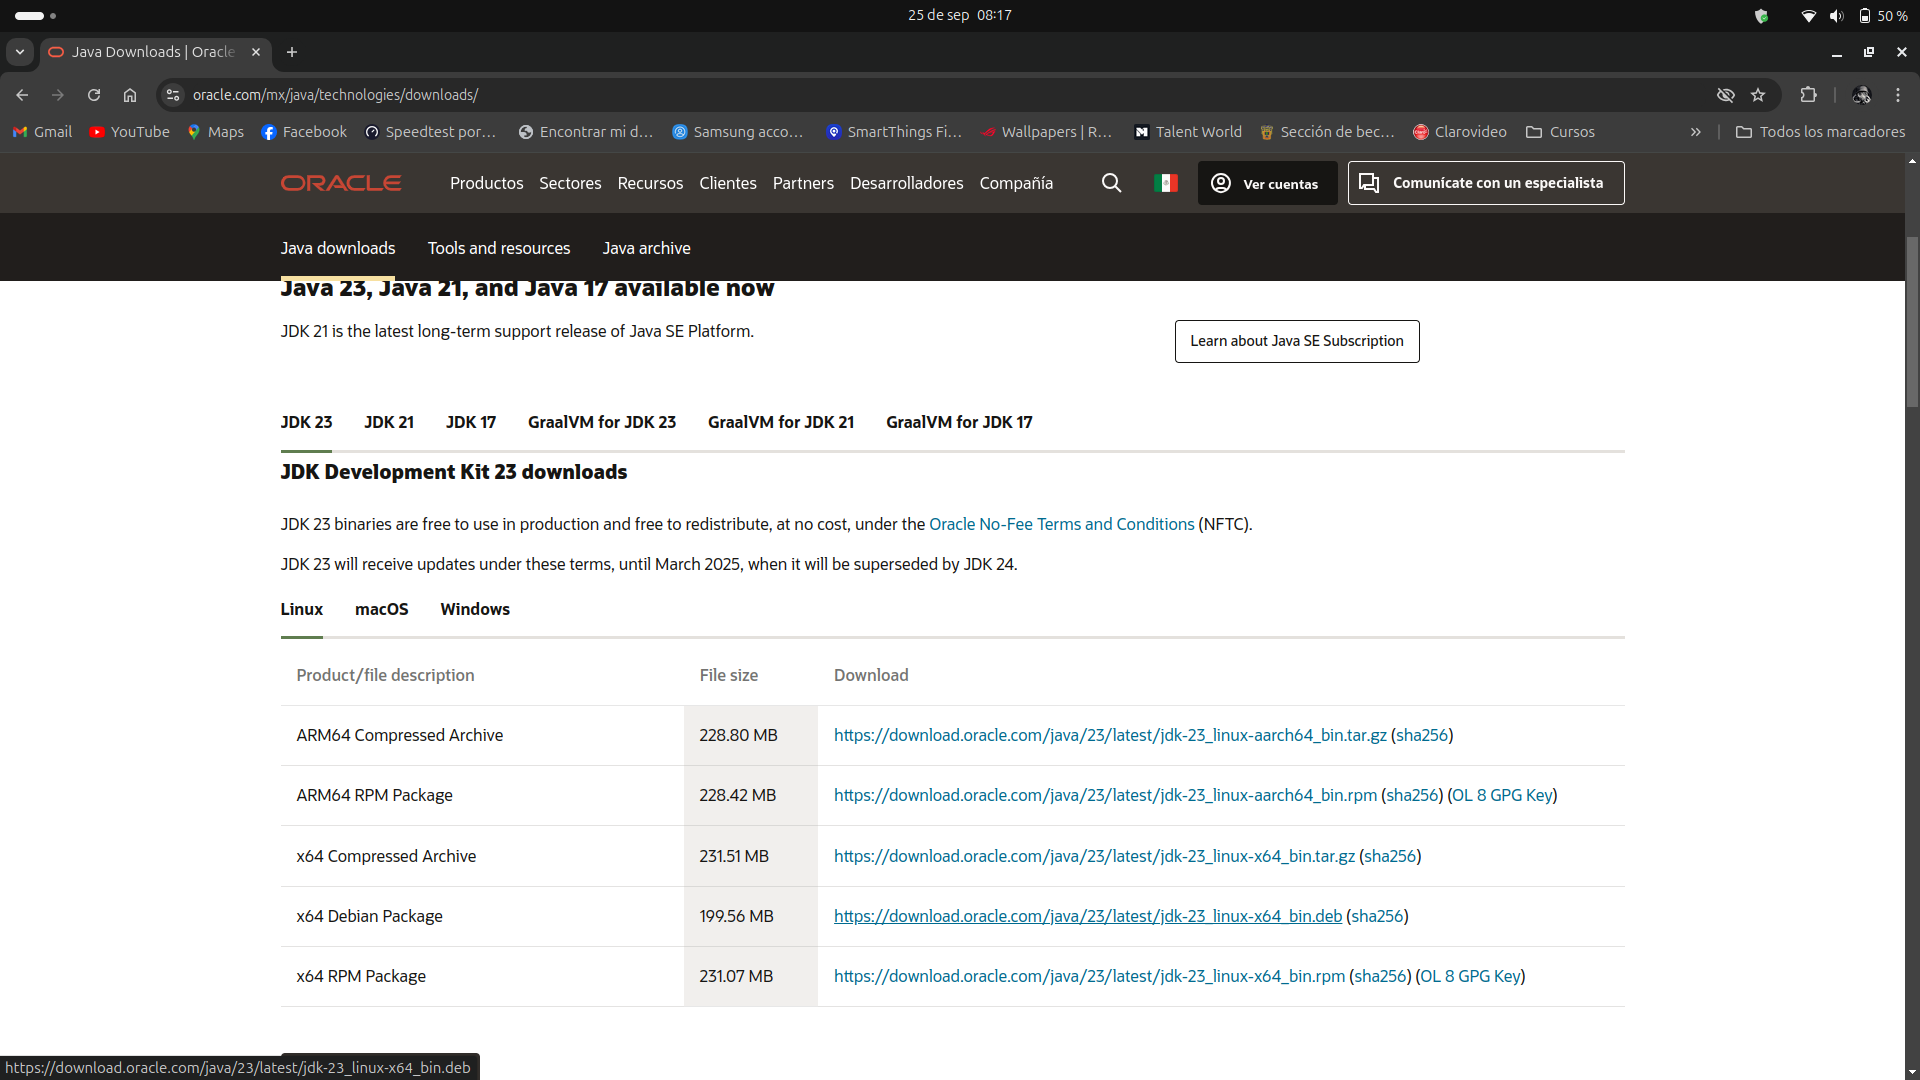 25 de sep 08:17
50 %
Java Downloads | Oracle
oracle.com/mx/java/technologies/downloads/
Gmail YouTube Maps Facebook Speedtest por... Encontrar mi d... Samsung acco... SmartThings Fi... Wallpapers | R... Talent World Sección de bec... Clarovideo Cursos » Todos los marcadores
ORACLE Productos Sectores Recursos Clientes Partners Desarrolladores Compañía Ver cuentas Comunícate con un especialista
Java downloads Tools and resources Java archive
Java 23, Java 21, and Java 17 available now
JDK 21 is the latest long-term support release of Java SE Platform.
Learn about Java SE Subscription
JDK 23 JDK 21 JDK 17 GraalVM for JDK 23 GraalVM for JDK 21 GraalVM for JDK 17
JDK Development Kit 23 downloads
JDK 23 binaries are free to use in production and free to redistribute, at no cost, under the Oracle No-Fee Terms and Conditions (NFTC).
JDK 23 will receive updates under these terms, until March 2025, when it will be superseded by JDK 24.
Linux macOS Windows
Product/file description File size Download
ARM64 Compressed Archive 228.80 MB https://download.oracle.com/java/23/latest/jdk-23_linux-aarch64_bin.tar.gz (sha256)
ARM64 RPM Package 228.42 MB https://download.oracle.com/java/23/latest/jdk-23_linux-aarch64_bin.rpm (sha256) (OL 8 GPG Key)
x64 Compressed Archive 231.51 MB https://download.oracle.com/java/23/latest/jdk-23_linux-x64_bin.tar.gz (sha256)
x64 Debian Package 199.56 MB https://download.oracle.com/java/23/latest/jdk-23_linux-x64_bin.deb (sha256)
x64 RPM Package 231.07 MB https://download.oracle.com/java/23/latest/jdk-23_linux-x64_bin.rpm (sha256) (OL 8 GPG Key)
https://download.oracle.com/java/23/latest/jdk-23_linux-x64_bin.deb